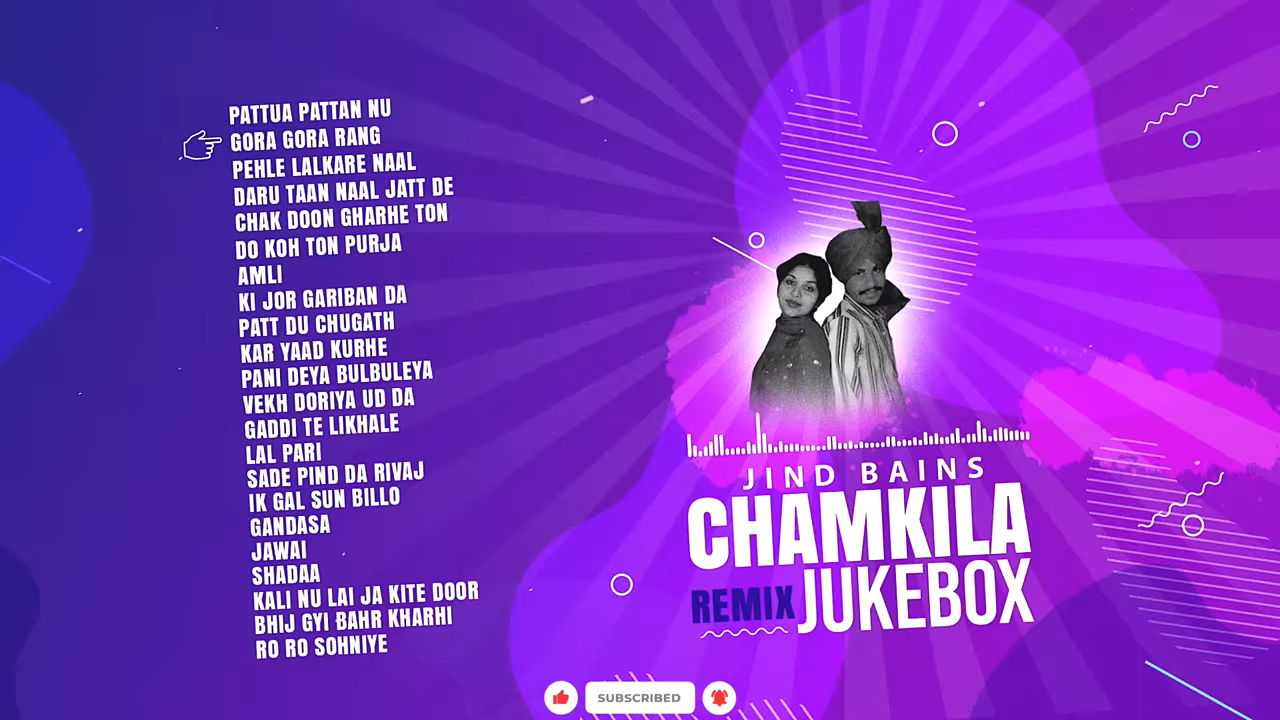 PATTUA PATTAN NU
GORA GORA RANG
PEHLE LALKARE NAAL
DARU TAAN NAAL JATT DE
CHAK DOON GHARHE TON
DO KOH TON PURJA
AMLI
KI JOR GARIBAN DA
PATT DU CHUGATH
KAR YAAD KURHE
PANI DEYA BULBULEYA
VEKH DORIYA UD DA
GADDI TE LIKHALE
LAL PARI
SADE PIND DA RIVAJ
IK GAL SUN BILLO
GANDASA
JAWAI
SHADAA
KALI NU LAI JA KITE DOOR
BHIJ GYI BAHR KHARHI
RO RO SOHNIYE
JIND BAINS
CHAMKILA
REMIX JUKEBOX
SUBSCRIBED